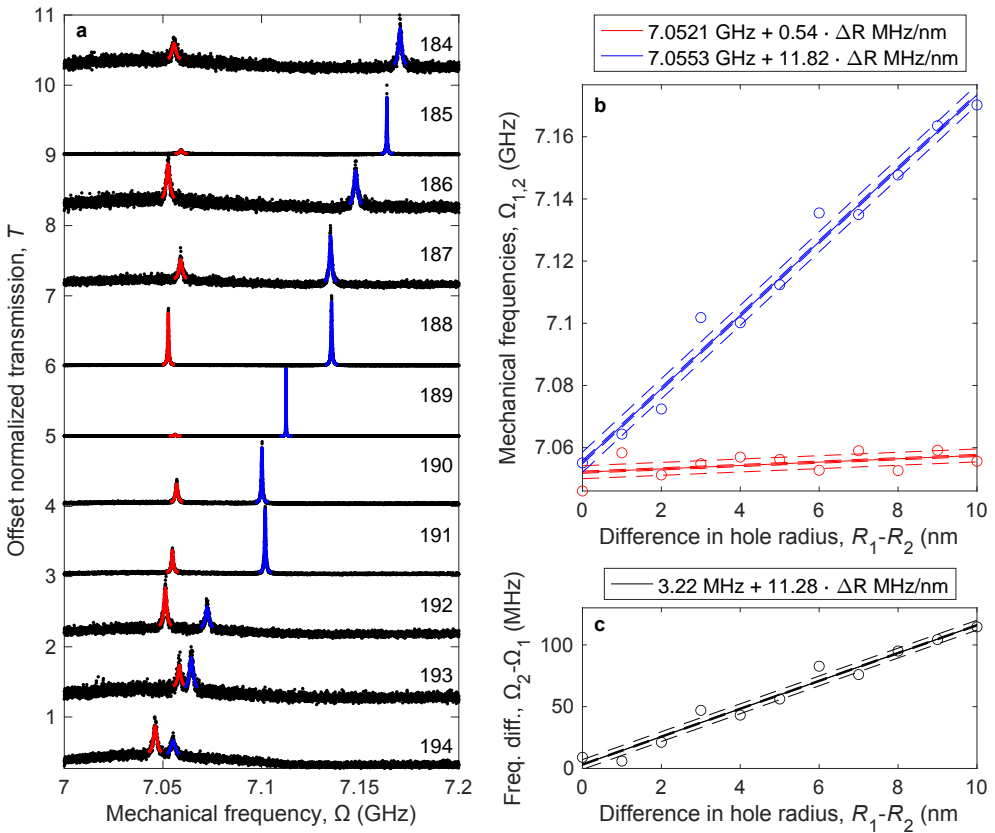 a
11
10
9
8
7
6
5
4
3
2
1
184
185
186
187
188
189
190
191
192
193
194
Offset normalized transmission, T
7
7.05
7.1
7.15
7.2
Mechanical frequency, Ω (GHz)
7.0521 GHz + 0.54 · ΔR MHz/nm
7.0553 GHz + 11.82 · ΔR MHz/nm
b
7.16
7.14
7.12
7.1
7.08
7.06
Mechanical frequencies, Ω1,2 (GHz)
0 2 4 6 8 10
Difference in hole radius, R1-R2 (nm
3.22 MHz + 11.28 · ΔR MHz/nm
c
100
50
0
Freq. diff., Ω2-Ω1 (MHz)
0 2 4 6 8 10
Difference in hole radius, R1-R2 (nm